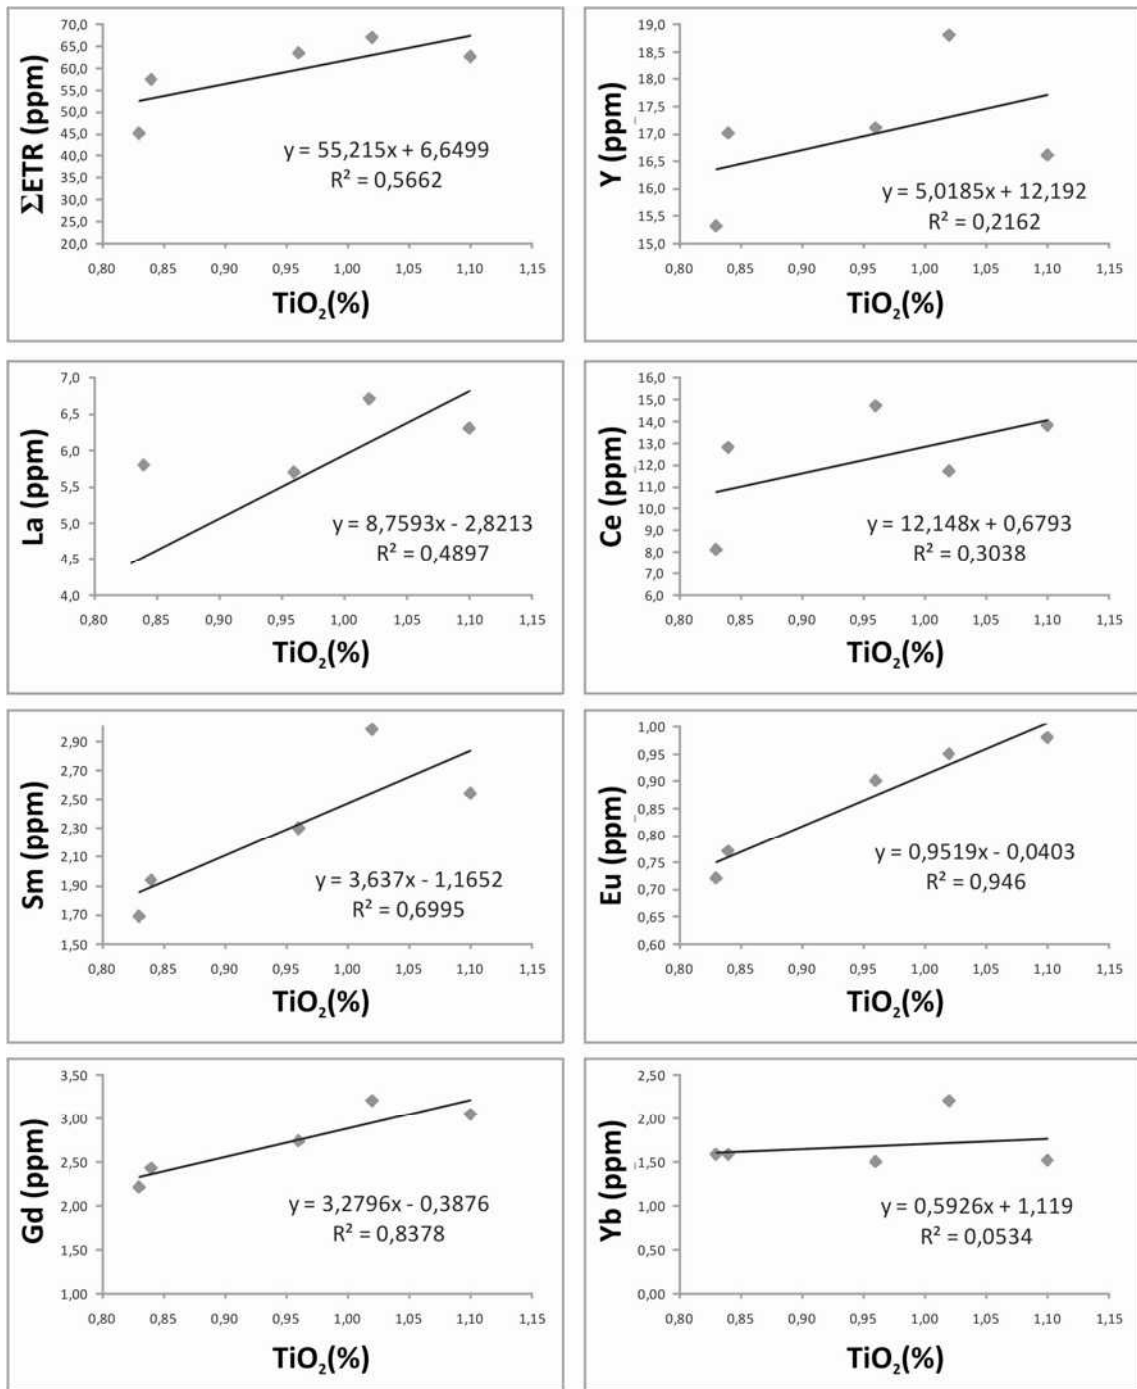 ΣETR (ppm)
70,0
65,0
60,0
55,0
50,0
45,0
40,0
35,0
30,0
25,0
20,0
y = 55,215x + 6,6499
R² = 0,5662
0,80 0,85 0,90 0,95 1,00 1,05 1,10 1,15
TiO₂(%)
Y (ppm)
19,0
18,5
18,0
17,5
17,0
16,5
16,0
15,5
15,0
y = 5,0185x + 12,192
R² = 0,2162
0,80 0,85 0,90 0,95 1,00 1,05 1,10 1,15
TiO₂(%)
La (ppm)
7,0
6,5
6,0
5,5
5,0
4,5
4,0
y = 8,7593x - 2,8213
R² = 0,4897
0,80 0,85 0,90 0,95 1,00 1,05 1,10 1,15
TiO₂(%)
Ce (ppm)
16,0
15,0
14,0
13,0
12,0
11,0
10,0
9,0
8,0
7,0
6,0
y = 12,148x + 0,6793
R² = 0,3038
0,80 0,85 0,90 0,95 1,00 1,05 1,10 1,15
TiO₂(%)
Sm (ppm)
2,90
2,70
2,50
2,30
2,10
1,90
1,70
1,50
y = 3,637x - 1,1652
R² = 0,6995
0,80 0,85 0,90 0,95 1,00 1,05 1,10 1,15
TiO₂(%)
Eu (ppm)
1,00
0,95
0,90
0,85
0,80
0,75
0,70
0,65
0,60
y = 0,9519x - 0,0403
R² = 0,946
0,80 0,85 0,90 0,95 1,00 1,05 1,10 1,15
TiO₂(%)
Gd (ppm)
3,50
3,00
2,50
2,00
1,50
1,00
y = 3,2796x - 0,3876
R² = 0,8378
0,80 0,85 0,90 0,95 1,00 1,05 1,10 1,15
TiO₂(%)
Yb (ppm)
2,50
2,00
1,50
1,00
0,50
0,00
y = 0,5926x + 1,119
R² = 0,0534
0,80 0,85 0,90 0,95 1,00 1,05 1,10 1,15
TiO₂(%)